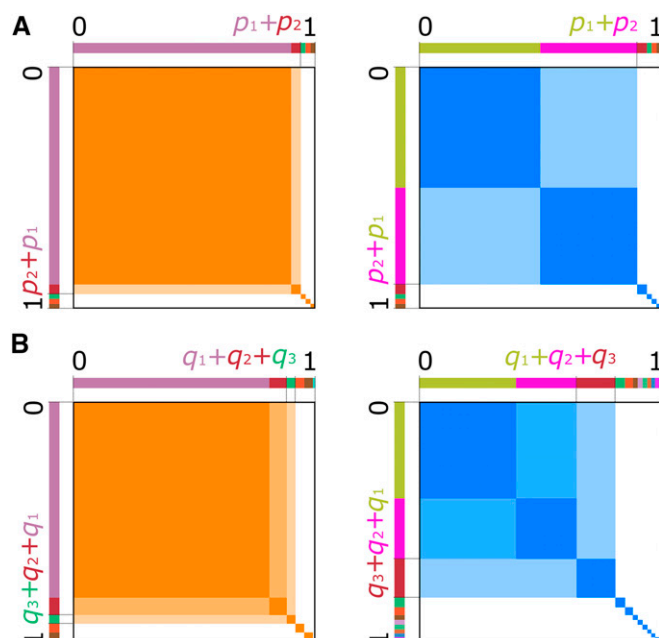 A
0 p₁+p₂ 1
0 p₂+p₁ 1
0 p₁+p₂ 1
0 p₂+p₁ 1
B
0 q₁+q₂+q₃ 1
0 q₃+q₂+q₁ 1
0 q₁+q₂+q₃ 1
0 q₃+q₂+q₁ 1